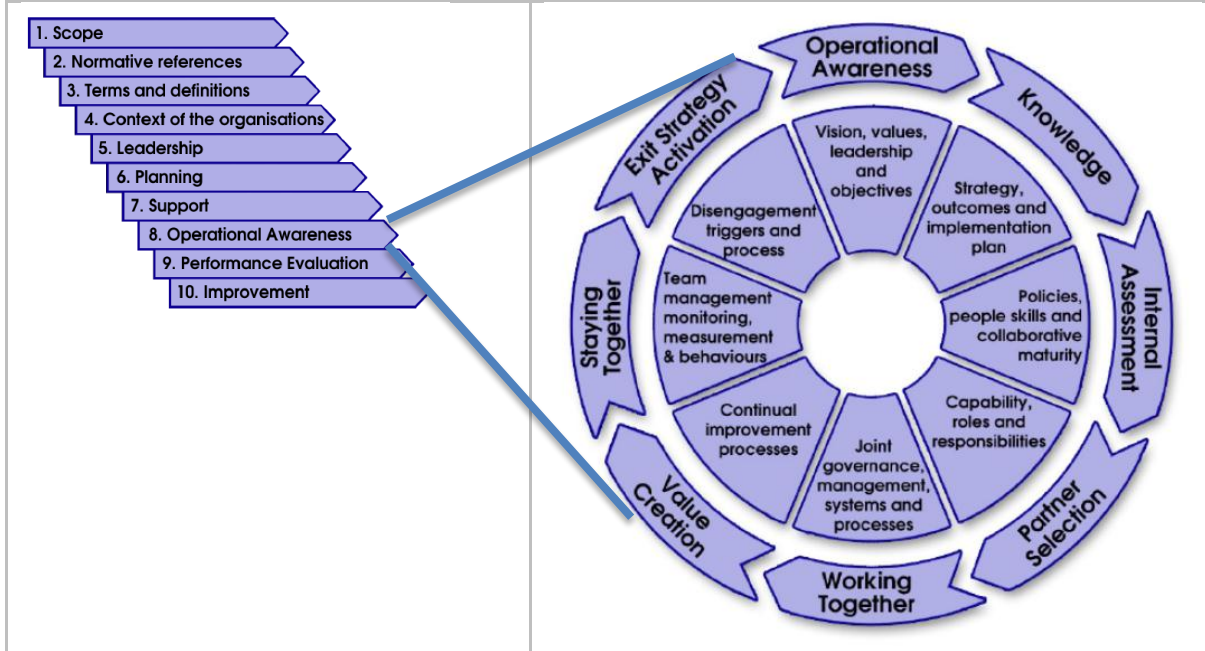 1. Scope
2. Normative references
3. Terms and definitions
4. Context of the organisations
5. Leadership
6. Planning
7. Support
8. Operational Awareness
9. Performance Evaluation
10. Improvement
Operational
Awareness
Knowledge
Internal
Assessment
Partner
Selection
Working
Together
Value
Creation
Staying
Together
Exit Strategy
Activation
Vision, values,
leadership
and
objectives
Strategy,
outcomes and
implementation
plan
Policies,
people skills and
collaborative
maturity
Capability,
roles and
responsibilities
Joint
governance,
management,
systems and
processes
Continual
improvement
processes
Team
management
monitoring,
measurement
& behaviours
Disengagement
triggers and
process